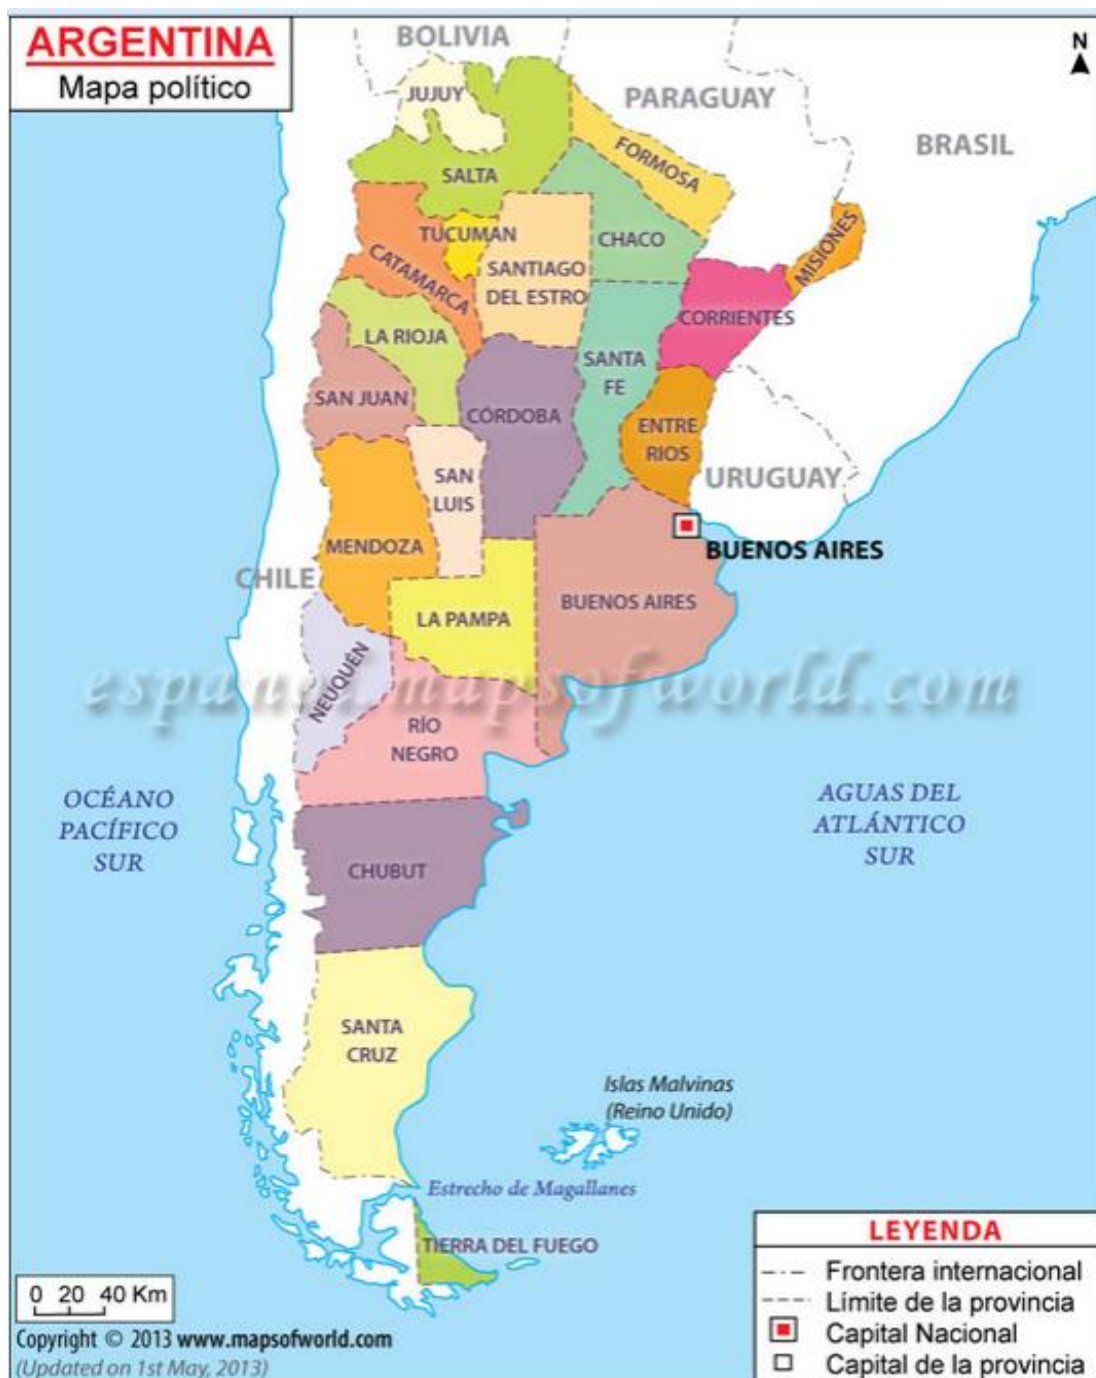 ARGENTINA
Mapa político
N
BOLIVIA
PARAGUAY
BRASIL
JUJUY
FORMOSA
SALTA
TUCUMAN
CHACO
MISIONES
CATAMARCA
SANTIAGO
DEL ESTRO
CORRIENTES
LA RIOJA
SANTA
FE
SAN JUAN
CÓRDOBA
ENTRE
RIOS
SAN
LUIS
URUGUAY
MENDOZA
BUENOS AIRES
CHILE
BUENOS AIRES
LA PAMPA
NEUQUÉN
espanol.mapsofworld.com
RÍO
NEGRO
OCÉANO
PACÍFICO
SUR
AGUAS DEL
ATLÁNTICO
SUR
CHUBUT
SANTA
CRUZ
Islas Malvinas
(Reino Unido)
Estrecho de Magallanes
TIERRA DEL FUEGO
LEYENDA
Frontera internacional
Límite de la provincia
Capital Nacional
Capital de la provincia
0 20 40 Km
Copyright © 2013 www.mapsofworld.com
(Updated on 1st May, 2013)